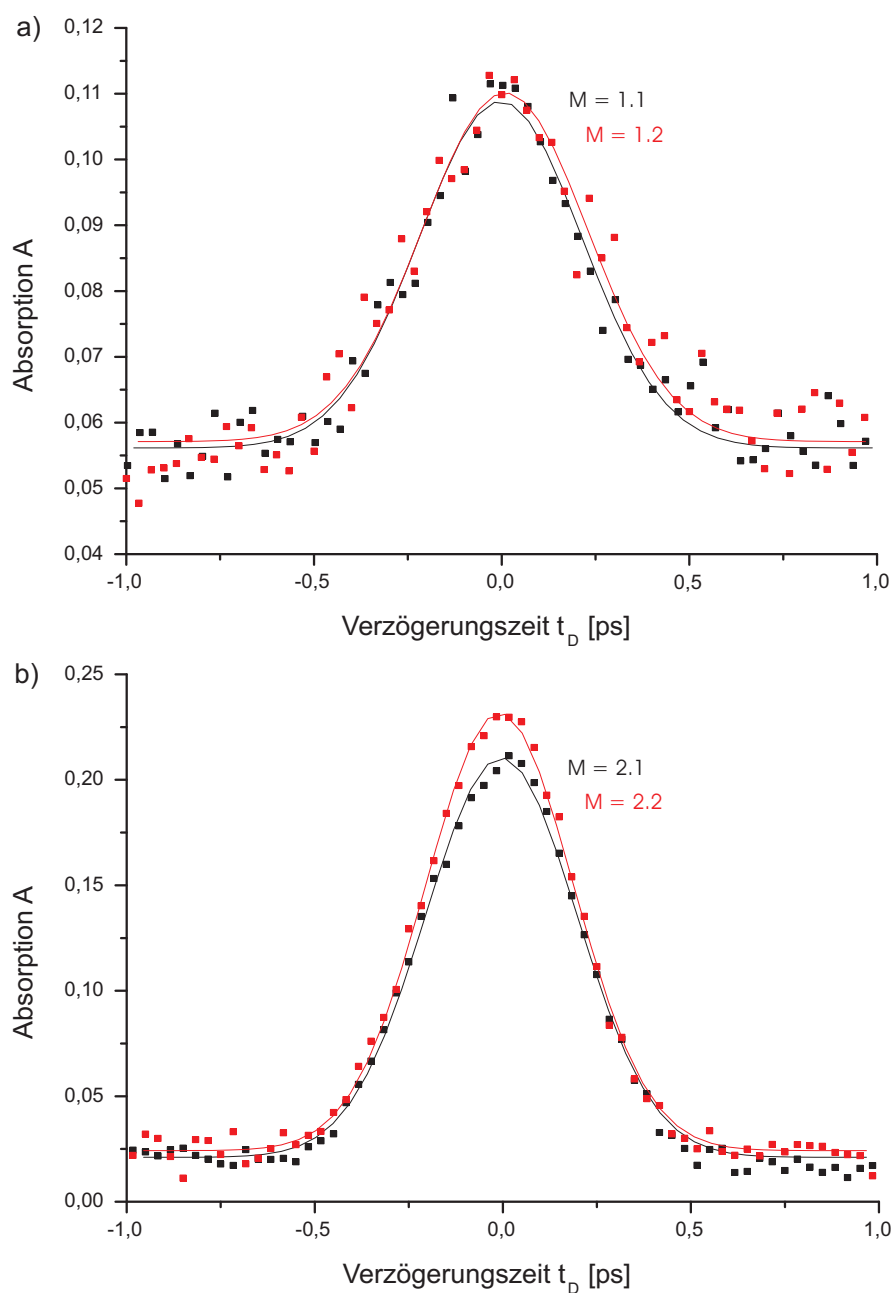 a)
0,12
0,11
0,10
0,09
0,08
0,07
0,06
0,05
0,04
Absorption A
M = 1.1
M = 1.2
-1,0 -0,5 0,0 0,5 1,0
Verzögerungszeit t_D [ps]
b)
0,25
0,20
0,15
0,10
0,05
0,00
Absorption A
M = 2.1
M = 2.2
-1,0 -0,5 0,0 0,5 1,0
Verzögerungszeit t_D [ps]